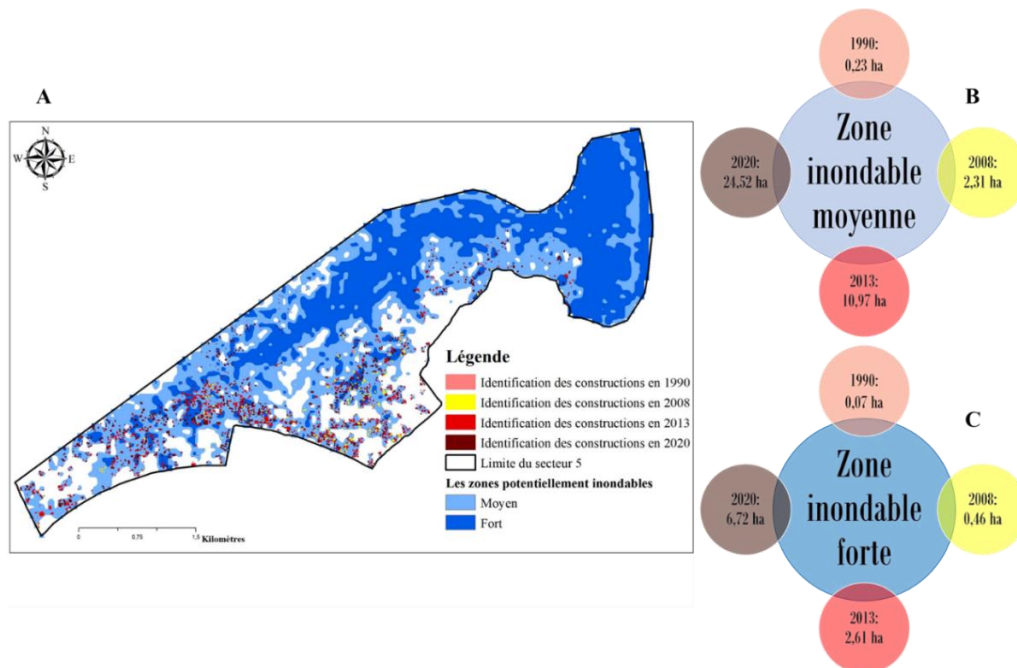 A
N
W
E
S
0
0,75
1,5
Kilomètres
Légende
Identification des constructions en 1990
Identification des constructions en 2008
Identification des constructions en 2013
Identification des constructions en 2020
Limite du secteur 5
Les zones potentiellement inondables
Moyen
Fort
B
1990:
0,23 ha
Zone
inondable
moyenne
2020:
24,52 ha
2008:
2,31 ha
2013:
10,97 ha
C
1990:
0,07 ha
Zone
inondable
forte
2020:
6,72 ha
2008:
0,46 ha
2013:
2,61 ha